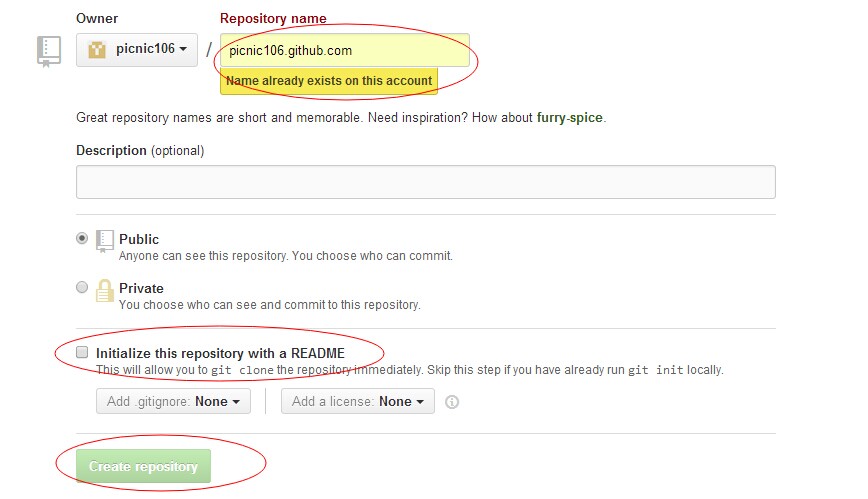 Owner
Repository name
picnic106
/
picnic106.github.com
Name already exists on this account
Great repository names are short and memorable. Need inspiration? How about furry-spice.
Description (optional)
Public
Anyone can see this repository. You choose who can commit.
Private
You choose who can see and commit to this repository.
Initialize this repository with a README
This will allow you to git clone the repository immediately. Skip this step if you have already run git init locally.
Add .gitignore: None
Add a license: None
Create repository